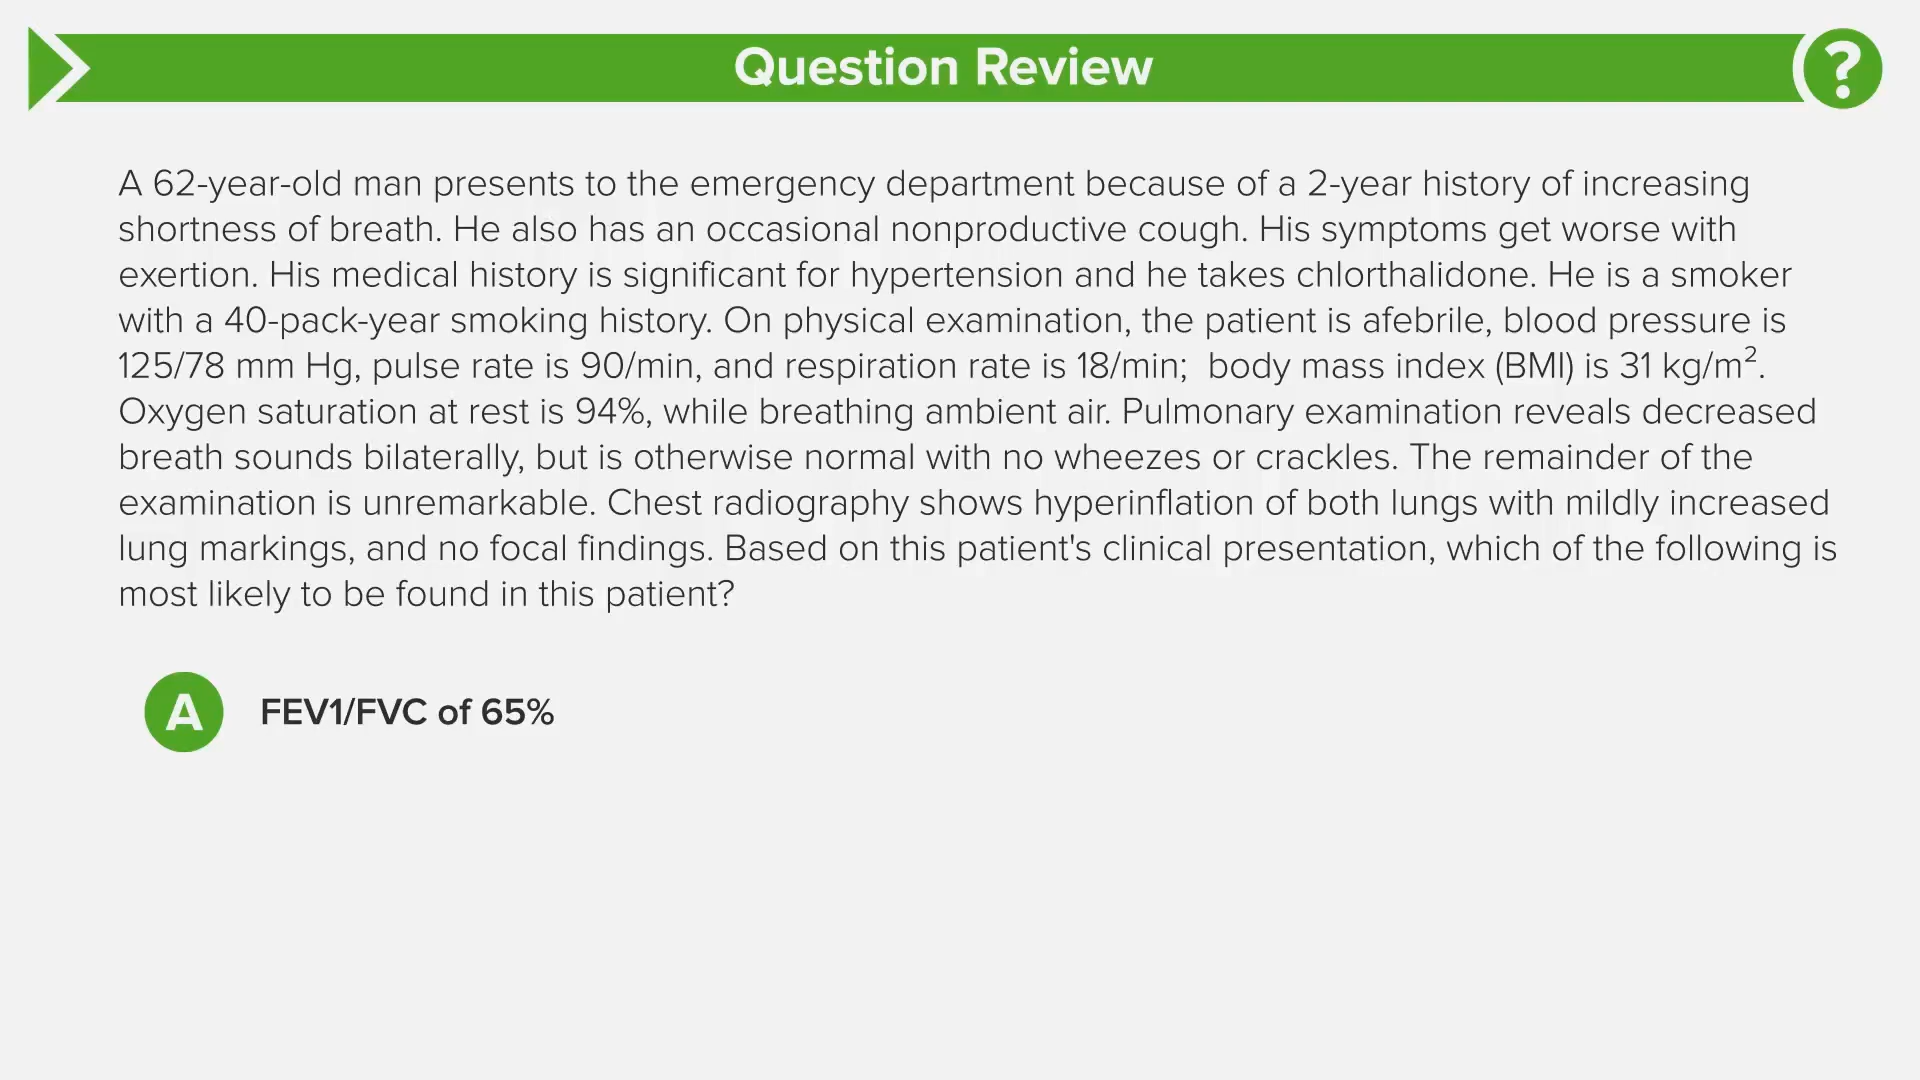 Question Review
?
A 62-year-old man presents to the emergency department because of a 2-year history of increasing
shortness of breath. He also has an occasional nonproductive cough. His symptoms get worse with
exertion. His medical history is significant for hypertension and he takes chlorthalidone. He is a smoker
with a 40-pack-year smoking history. On physical examination, the patient is afebrile, blood pressure is
125/78 mm Hg, pulse rate is 90/min, and respiration rate is 18/min;  body mass index (BMI) is 31 kg/m².
Oxygen saturation at rest is 94%, while breathing ambient air. Pulmonary examination reveals decreased
breath sounds bilaterally, but is otherwise normal with no wheezes or crackles. The remainder of the
examination is unremarkable. Chest radiography shows hyperinflation of both lungs with mildly increased
lung markings, and no focal findings. Based on this patient's clinical presentation, which of the following is
most likely to be found in this patient?
A FEV1/FVC of 65%